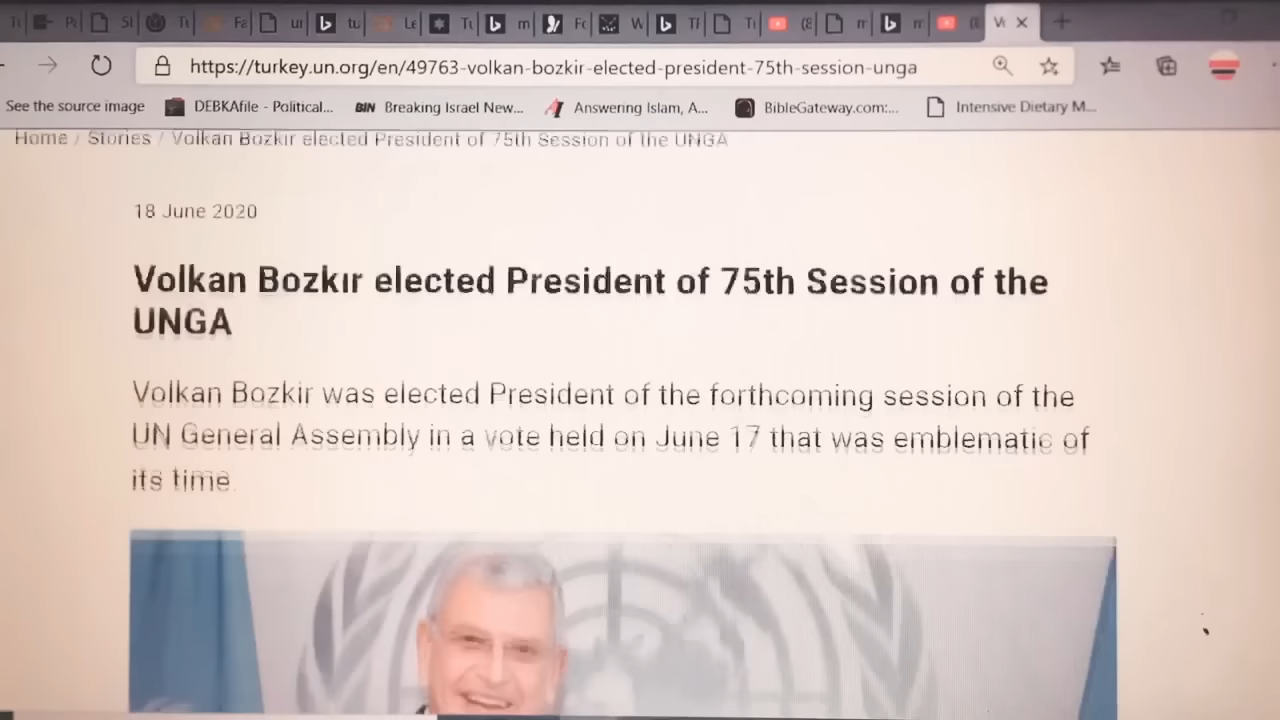 https://turkey.un.org/en/49763-volkan-bozkir-elected-president-75th-session-unga
See the source image DEBKAfile - Political... BIN Breaking Israel New... Answering Islam, A... BibleGateway.com:... Intensive Dietary M...
Home / Stories / Volkan Bozkir elected President of 75th Session of the UNGA
18 June 2020
Volkan Bozkır elected President of 75th Session of the
UNGA
Volkan Bozkir was elected President of the forthcoming session of the
UN General Assembly in a vote held on June 17 that was emblematic of
its time.